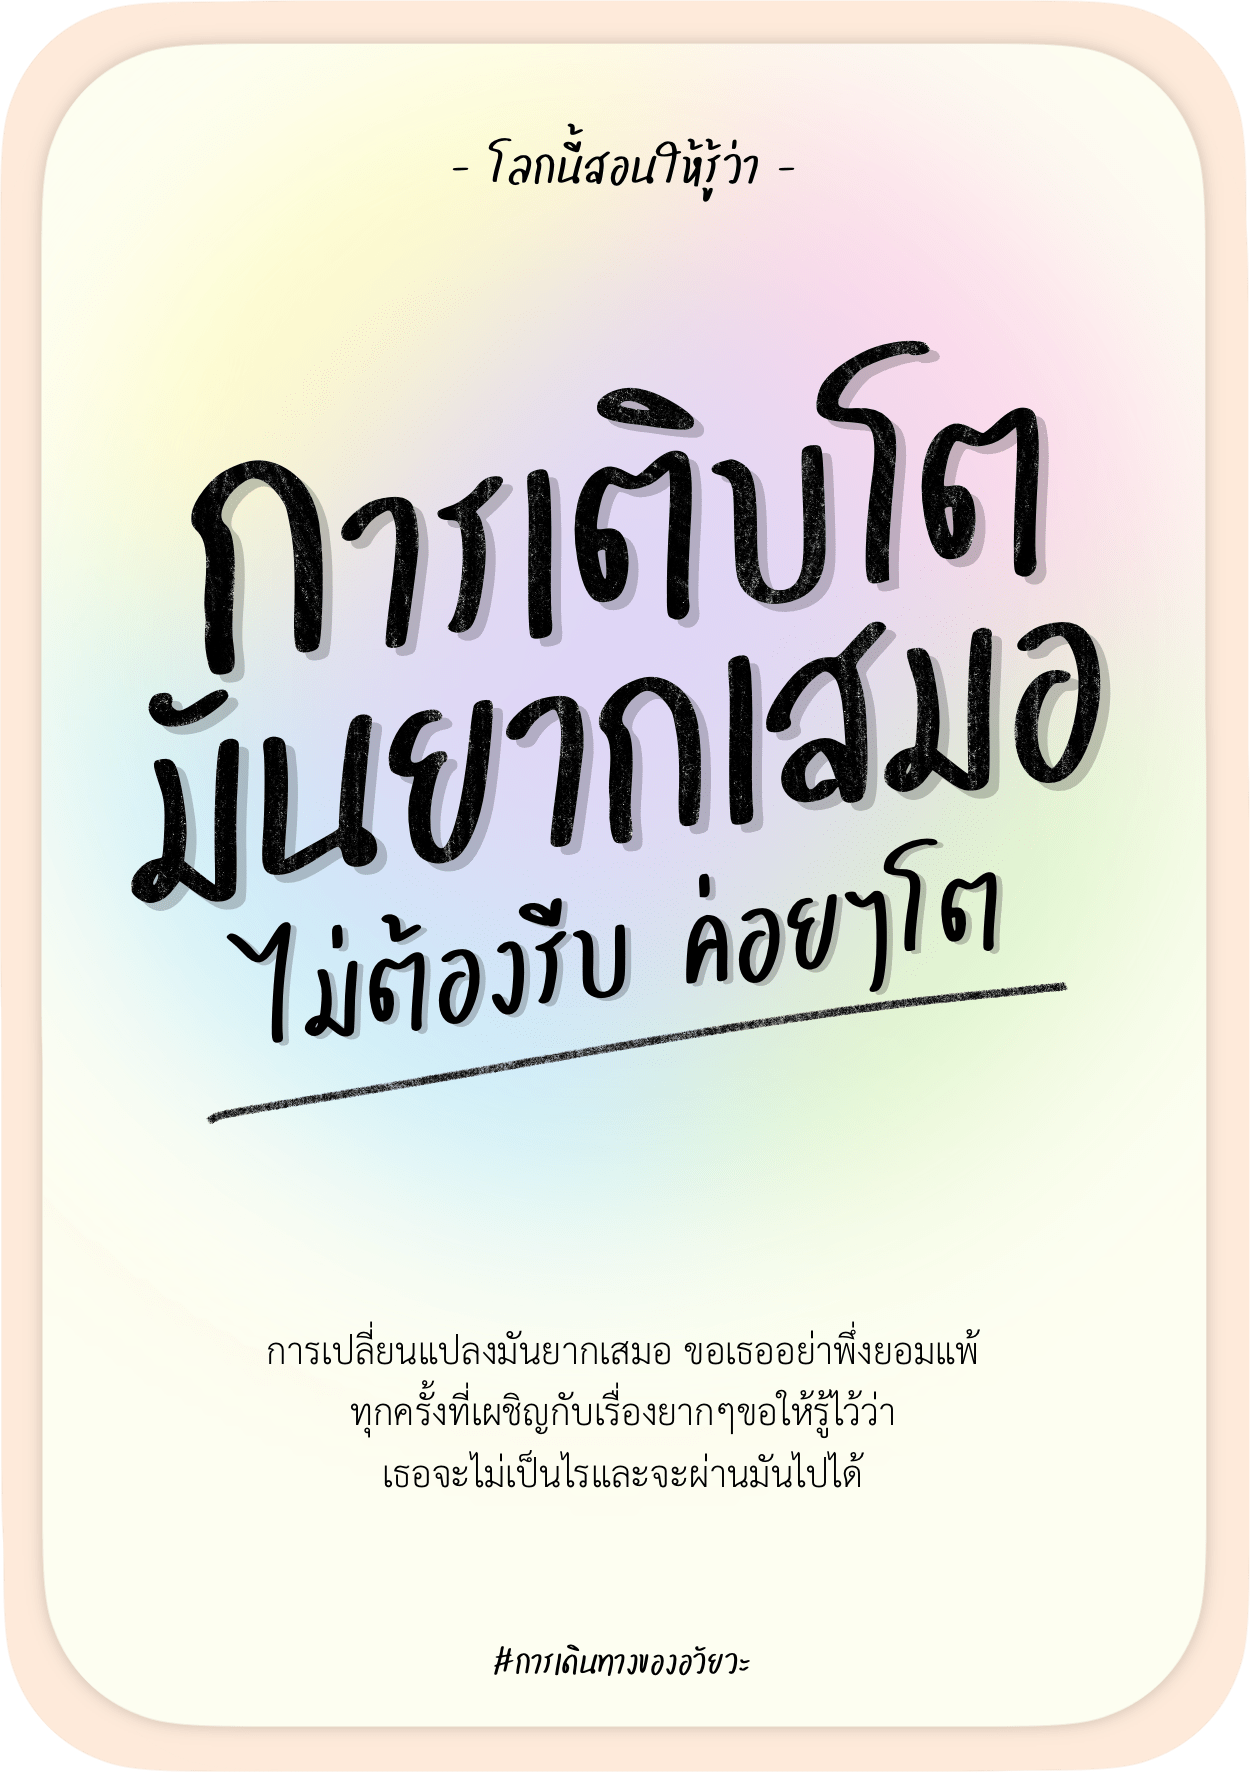 - โลกนี้สอนให้รู้ว่า -
การเติบโต
มันยากเสมอ
ไม่ต้องรีบ ค่อยๆโต
การเปลี่ยนแปลงมันยากเสมอ ขอเธออย่าพึ่งยอมแพ้
ทุกครั้งที่เผชิญกับเรื่องยากๆขอให้รู้ไว้ว่า
เธอจะไม่เป็นไรและจะผ่านมันไปได้
#การเดินทางของอวัยวะ